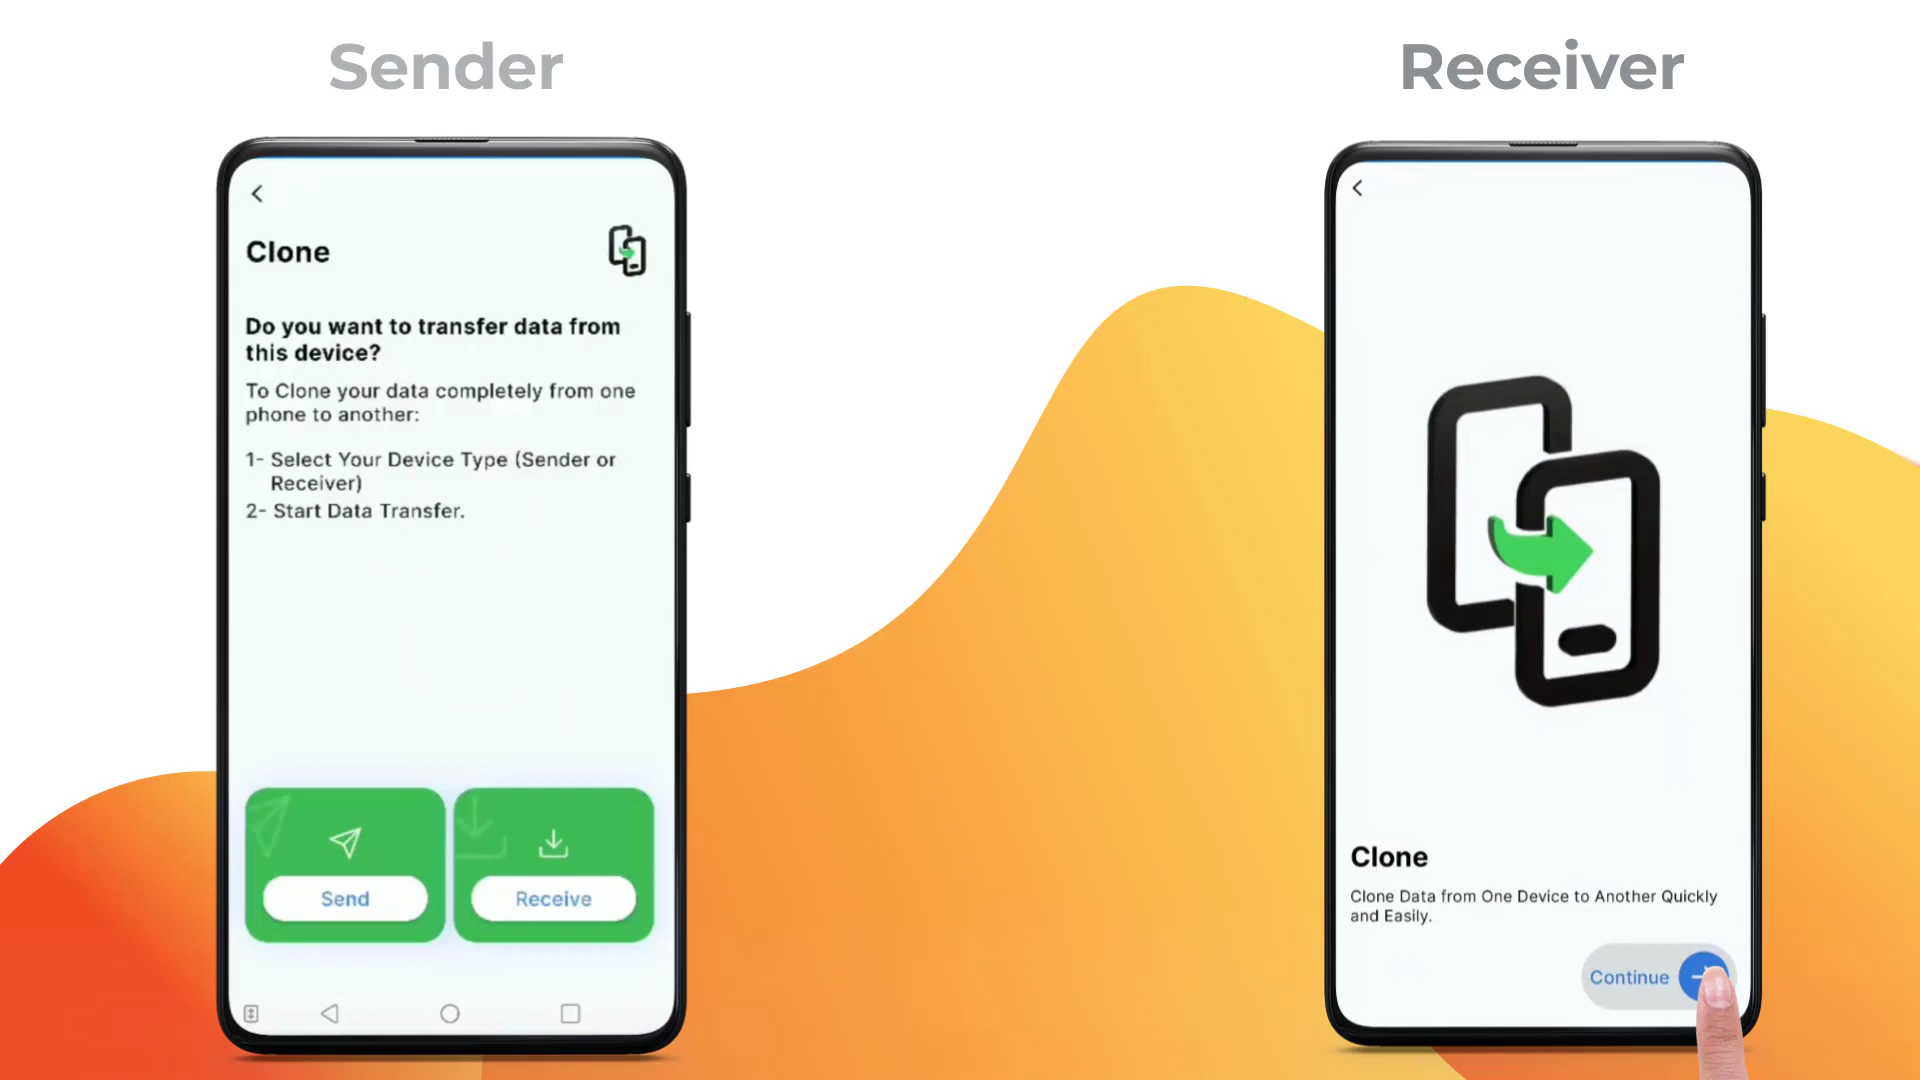 Sender
Receiver
Clone
Do you want to transfer data from
this device?
To Clone your data completely from one
phone to another:
1- Select Your Device Type (Sender or
Receiver)
2- Start Data Transfer.
Send
Receive
Clone
Clone Data from One Device to Another Quickly
and Easily.
Continue